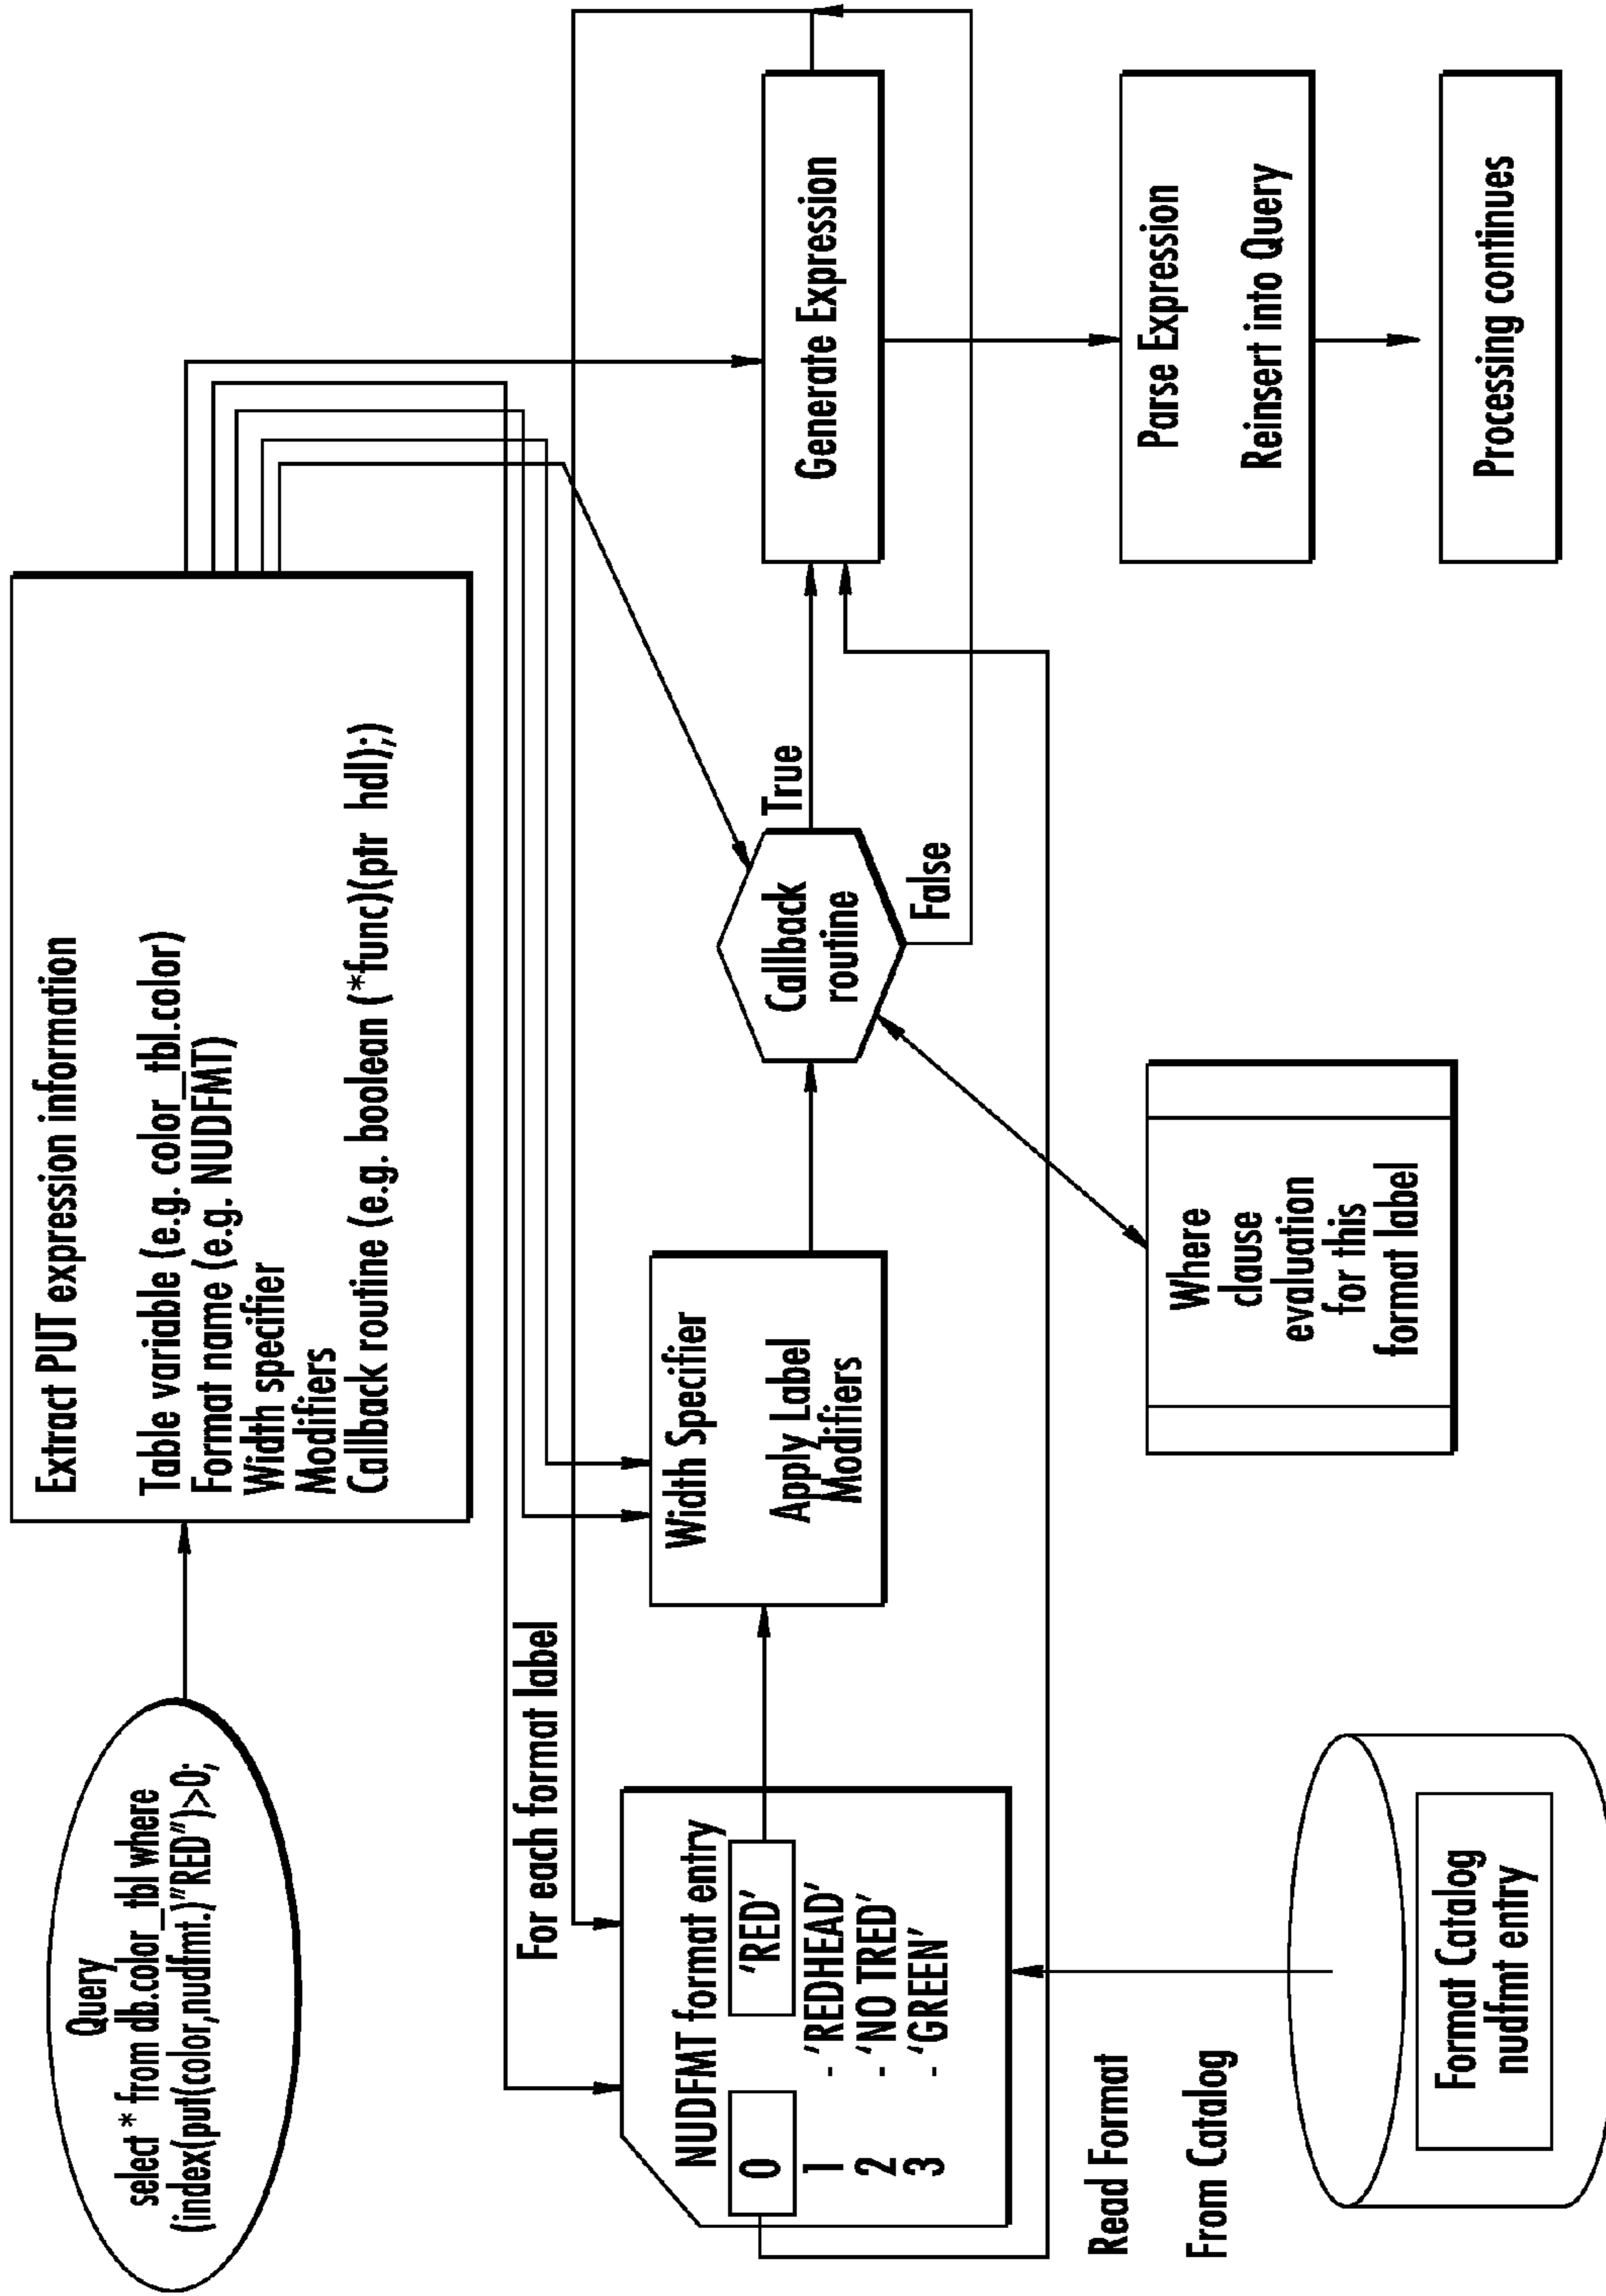 Query
select * from db.color_tbl where
(index(put(color,nudfmt.)"RED")>0;
Extract PUT expression information
Table variable (e.g. color_tbl.color)
Format name (e.g. NUDFMT)
Width specifier
Modifiers
Callback routine (e.g. boolean (*func)(ptr hdl);)
For each format label
NUDFMT format entry
0 'RED'
1 - 'REDHEAD'
2 - 'NO TRED'
3 - 'GREEN'
Width Specifier
Apply Label
Modifiers
Callback
routine
True
False
Generate Expression
Read Format
From Catalog
Format Catalog
nudfmt entry
Where
clause
evaluation
for this
format label
Parse Expression
Reinsert into Query
Processing continues